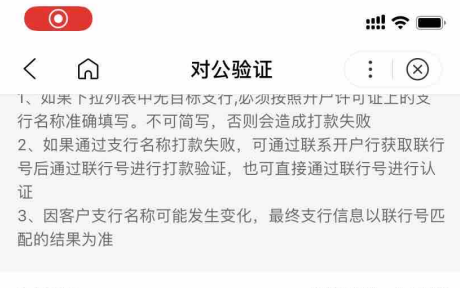 对公验证
1、如果下拉列表中无目标支行,必须按照开户许可证上的支
行名称准确填写。不可简写，否则会造成打款失败
2、如果通过支行名称打款失败，可通过联系开户行获取联行
号后通过联行号进行打款验证，也可直接通过联行号进行认
证
3、因客户支行名称可能发生变化，最终支行信息以联行号匹
配的结果为准